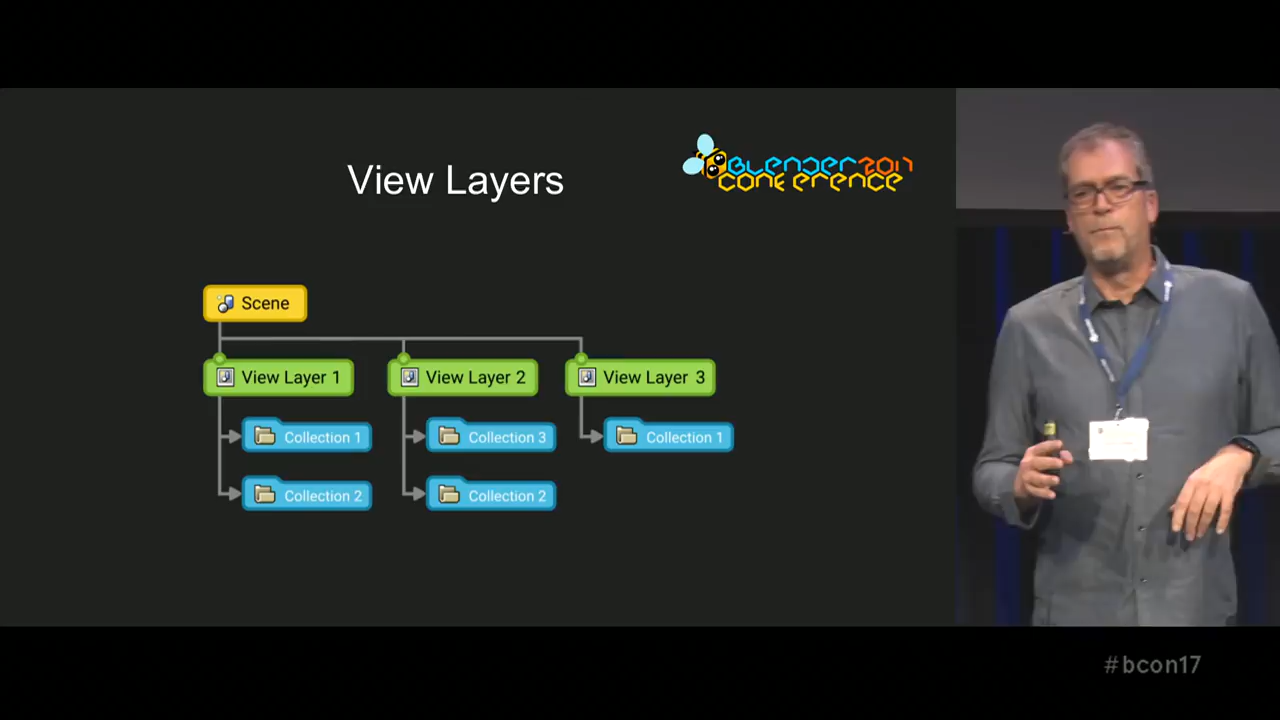 View Layers
BLENDER 2017
CONFERENCE
Scene
View Layer 1
View Layer 2
View Layer 3
Collection 1
Collection 3
Collection 1
Collection 2
Collection 2
#bcon17